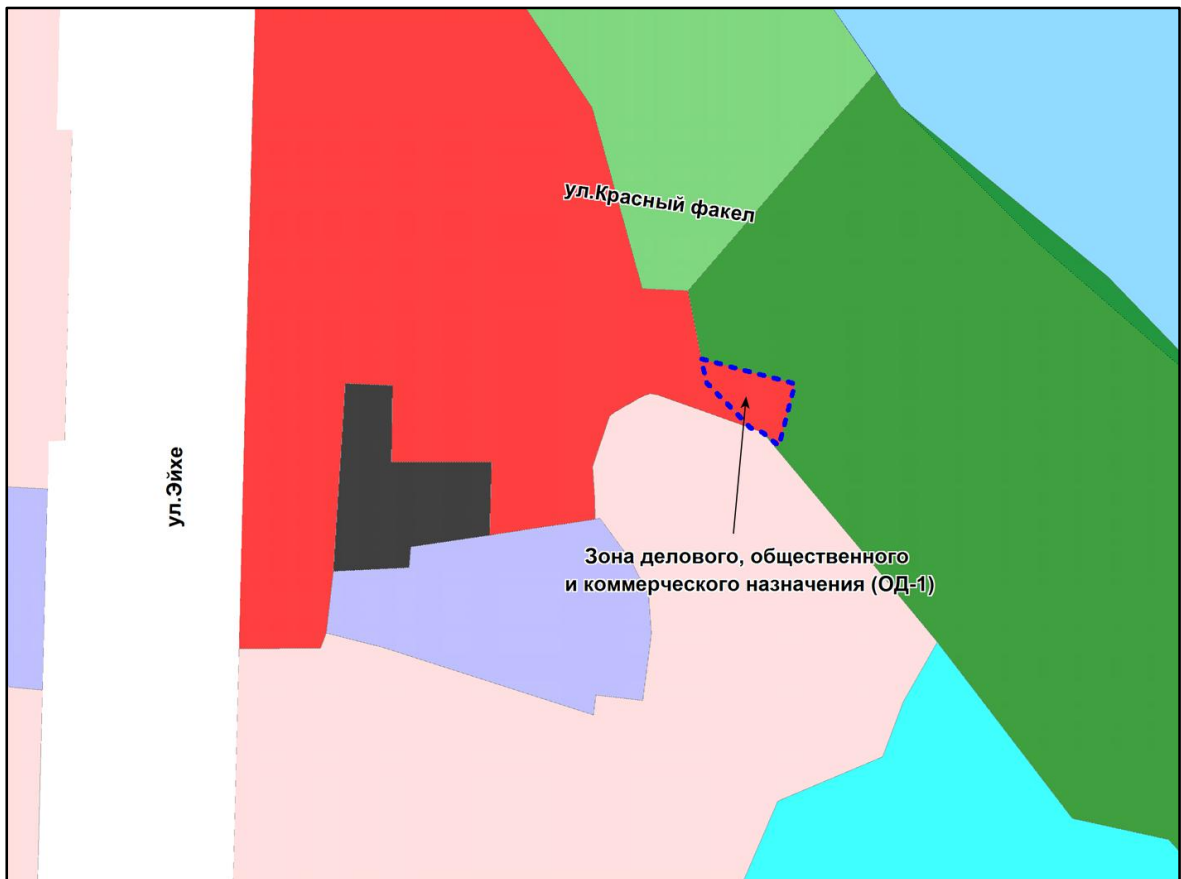 ул.Красный факел
ул.Эйхе
Зона делового, общественного
и коммерческого назначения (ОД-1)